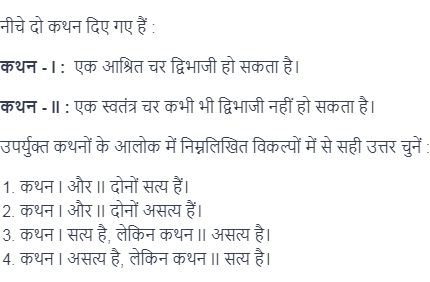 नीचे दो कथन दिए गए हैं :
कथन - I : एक आश्रित चर द्विभाजी हो सकता है।
कथन - II : एक स्वतंत्र चर कभी भी द्विभाजी नहीं हो सकता है।
उपर्युक्त कथनों के आलोक में निम्नलिखित विकल्पों में से सही उत्तर चुनें :
1. कथन I और II दोनों सत्य हैं।
2. कथन I और II दोनों असत्य हैं।
3. कथन I सत्य है, लेकिन कथन II असत्य है।
4. कथन I असत्य है, लेकिन कथन II सत्य है।